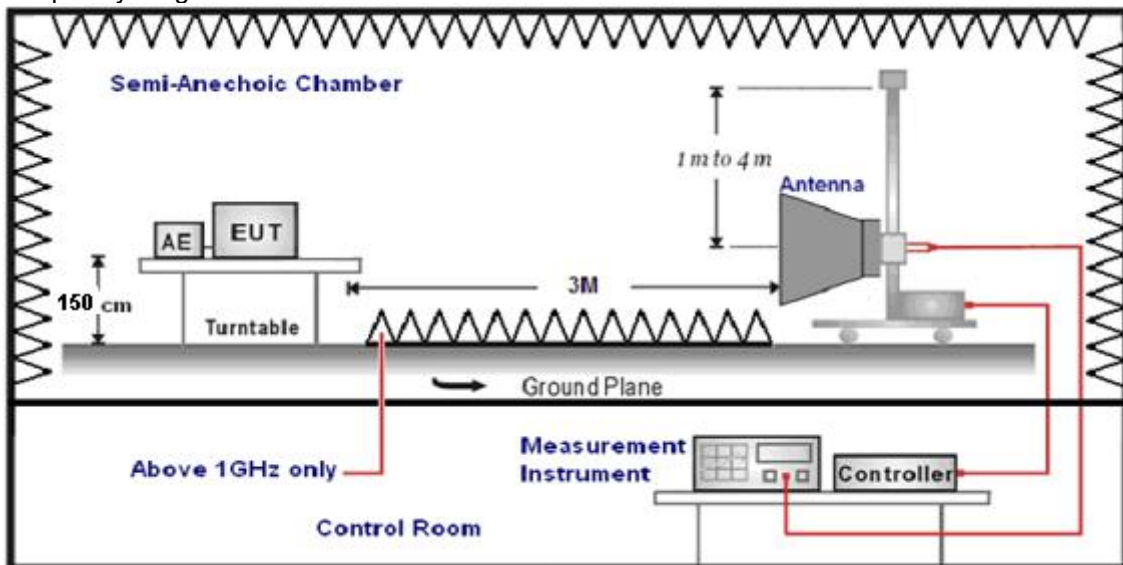 Semi-Anechoic Chamber
1 m to 4 m
Antenna
AE
EUT
3M
150 cm
Turntable
Ground Plane
Above 1GHz only
Measurement
Instrument
Controller
Control Room